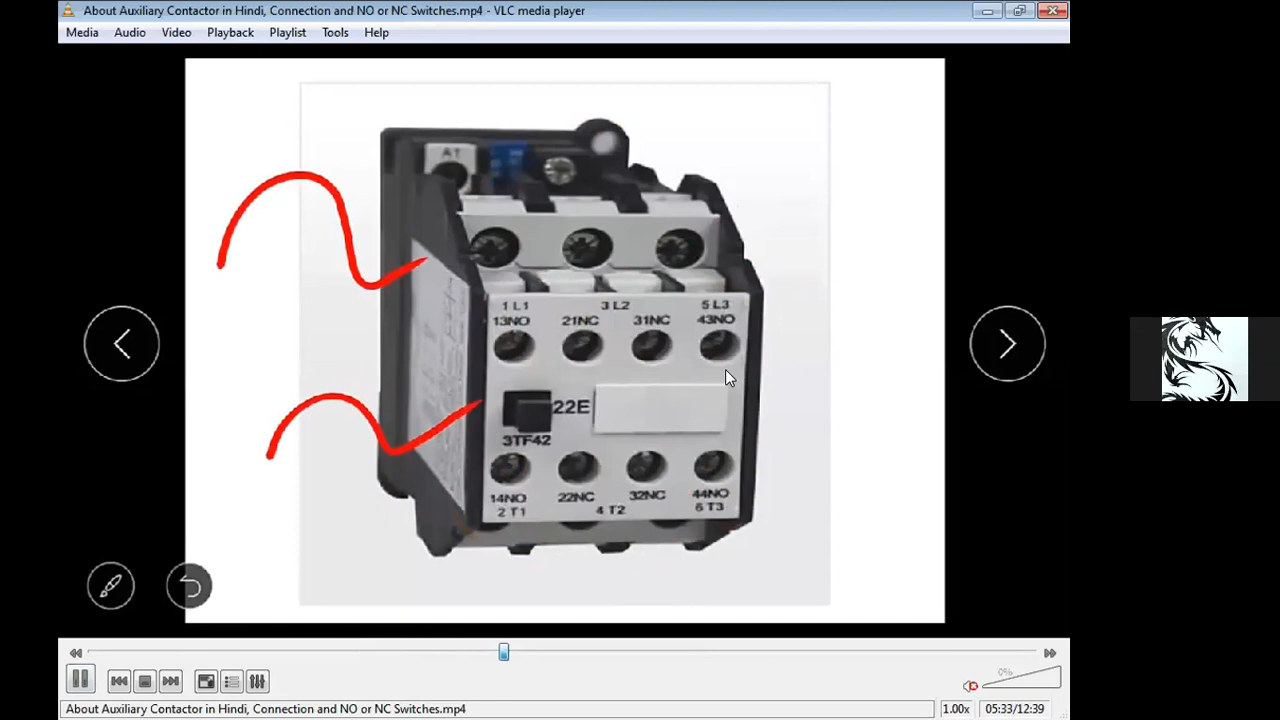 About Auxiliary Contactor in Hindi, Connection and NO or NC Switches.mp4 - VLC media player
Media Audio Video Playback Playlist Tools Help
A1
1 L1 3 L2 5 L3
13NO 21NC 31NC 43NO
22E
3TF42
14NO 22NC 32NC 44NO
2 T1 4 T2 6 T3
0%
About Auxiliary Contactor in Hindi, Connection and NO or NC Switches.mp4 1.00x 05:33/12:39